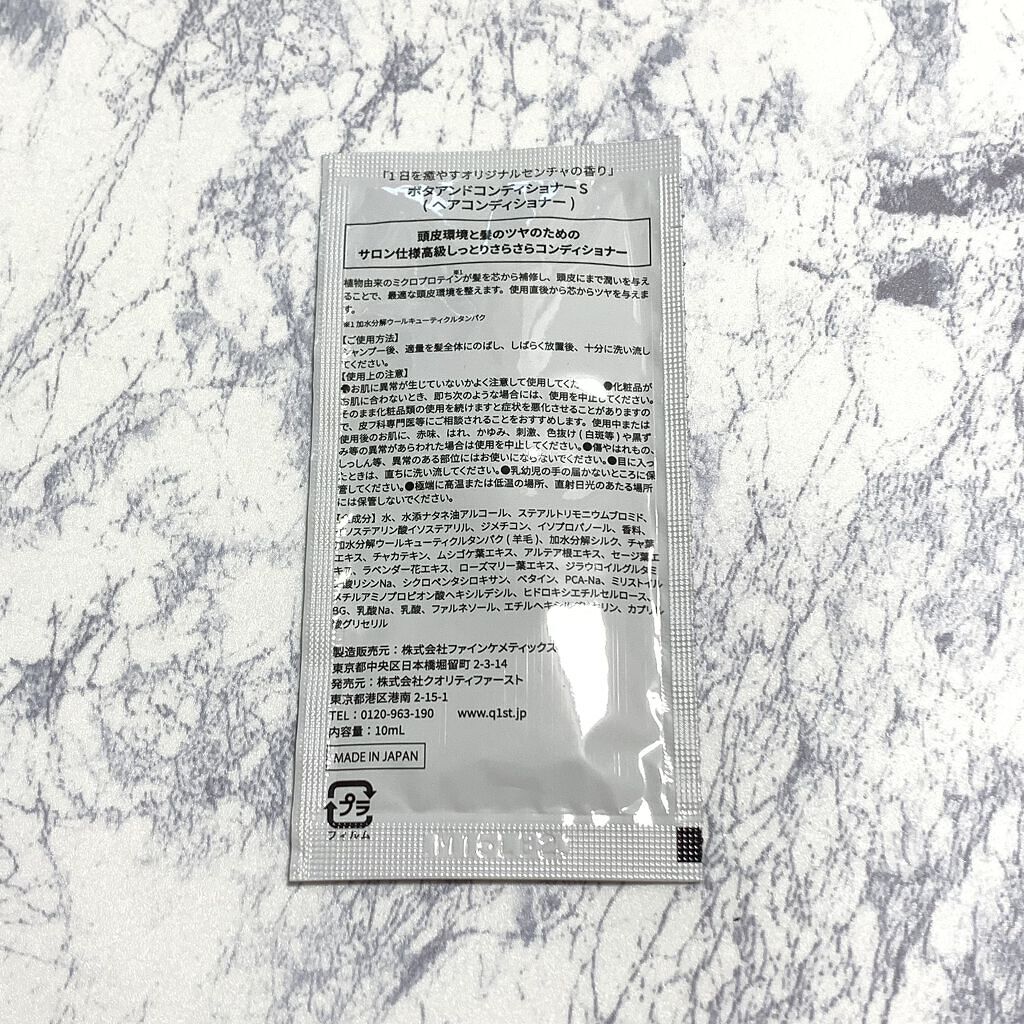 「1日を癒やすオリジナルセンチャの香り」
ボタアンドコンディショナーS
(ヘアコンディショナー)
頭皮環境と髪のツヤのための
サロン仕様高級しっとりさらさらコンディショナー
植物由来のミクロプロテイン※1が髪を芯から補修し、頭皮にまで潤いを与え
ることで、最適な頭皮環境を整えます。使用直後から芯からツヤを与えま
す。
※1 加水分解ウールキューティクルタンパク
【ご使用方法】
シャンプー後、適量を髪全体にのばし、しばらく放置後、十分に洗い流し
てください。
【使用上の注意】
●お肌に異常が生じていないかよく注意して使用してくだ ●化粧品が
お肌に合わないとき、即ち次のような場合には、使用を中止してください。
そのまま化粧品類の使用を続けますと症状を悪化させることがありますの
で、皮フ科専門医等にご相談されることをおすすめします。使用中または
使用後のお肌に、赤味、はれ、かゆみ、刺激、色抜け(白斑等)や黒ず
み等の異常があらわれた場合は使用を中止してください。●傷やはれもの、
しっしん等、異常のある部位にはお使いにならないでください。●目に入っ
たときは、直ちに洗い流してください。●乳幼児の手の届かないところに保
管してください。●極端に高温または低温の場所、直射日光のあたる場所
には保管しないでください。
【全成分】水、水添ナタネ油アルコール、ステアルトリモニウムブロミド、
イソステアリン酸イソステアリル、ジメチコン、イソプロパノール、香料、
加水分解ウールキューティクルタンパク(羊毛)、加水分解シルク、チャ葉
エキス、チャカテキン、ムシゴケ葉エキス、アルテア根エキス、セージ葉エ
キス、ラベンダー花エキス、ローズマリー葉エキス、ジラウロイルグルタミ
ン酸リシンNa、シクロペンタシロキサン、ベタイン、PCA-Na、ミリストイル
メチルアミノプロピオン酸ヘキシルデシル、ヒドロキシエチルセルロース、
BG、乳酸Na、乳酸、ファルネソール、エチルヘキシルグリセリン、カプリル
酸グリセリル
製造販売元：株式会社ファインケメティックス
東京都中央区日本橋堀留町 2-3-14
発売元：株式会社クオリティファースト
東京都港区港南 2-15-1
TEL：0120-963-190 www.q1st.jp
内容量：10mL
MADE IN JAPAN
プラ
フィルム